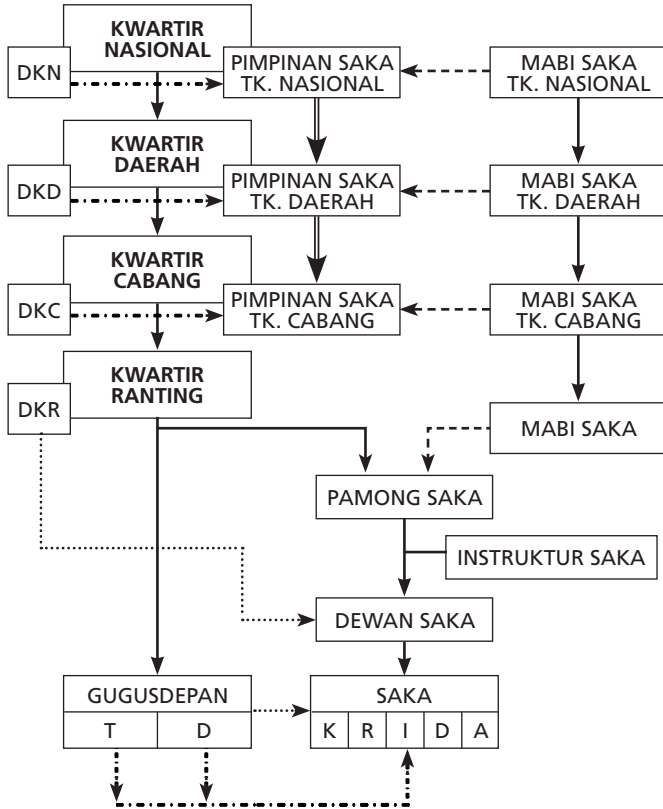 KWARTIR
NASIONAL
DKN
PIMPINAN SAKA
TK. NASIONAL
MABI SAKA
TK. NASIONAL
KWARTIR
DAERAH
DKD
PIMPINAN SAKA
TK. DAERAH
MABI SAKA
TK. DAERAH
KWARTIR
CABANG
DKC
PIMPINAN SAKA
TK. CABANG
MABI SAKA
TK. CABANG
KWARTIR
RANTING
DKR
MABI SAKA
PAMONG SAKA
INSTRUKTUR SAKA
DEWAN SAKA
GUGUSDEPAN
T D
SAKA
K R I D A